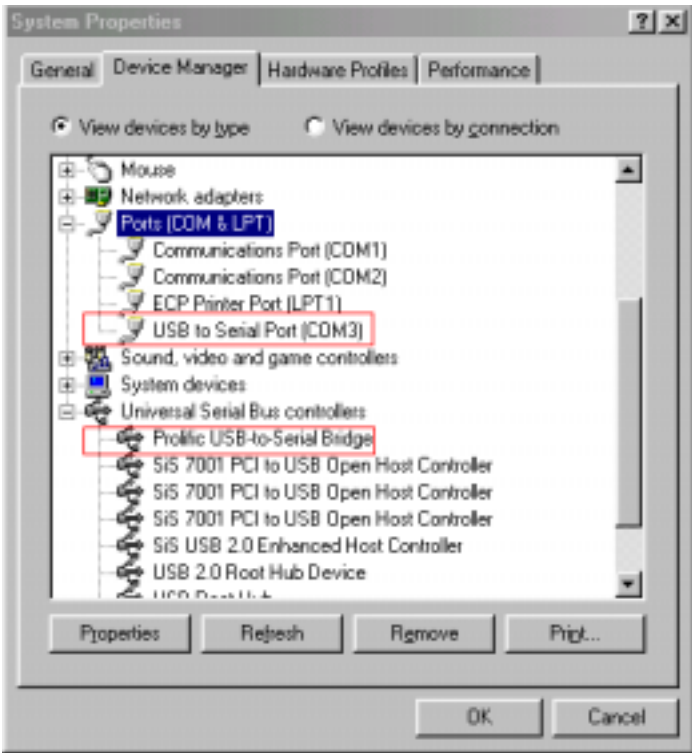 System Properties
? X
General Device Manager Hardware Profiles Performance
View devices by type View devices by connection
Mouse
Network adapters
Ports (COM & LPT)
Communications Port (COM1)
Communications Port (COM2)
ECP Printer Port (LPT1)
USB to Serial Port (COM3)
Sound, video and game controllers
System devices
Universal Serial Bus controllers
Prolific USB-to-Serial Bridge
SiS 7001 PCI to USB Open Host Controller
SiS 7001 PCI to USB Open Host Controller
SiS 7001 PCI to USB Open Host Controller
SiS USB 2.0 Enhanced Host Controller
USB 2.0 Root Hub Device
Properties Refresh Remove Print...
OK Cancel